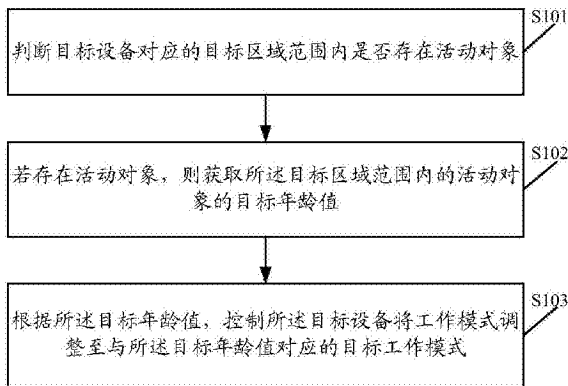 S101
判断目标设备对应的目标区域范围内是否存在活动对象
S102
若存在活动对象，则获取所述目标区域范围内的活动对
象的目标年龄值
S103
根据所述目标年龄值，控制所述目标设备将工作模式调
整至与所述目标年龄值对应的目标工作模式